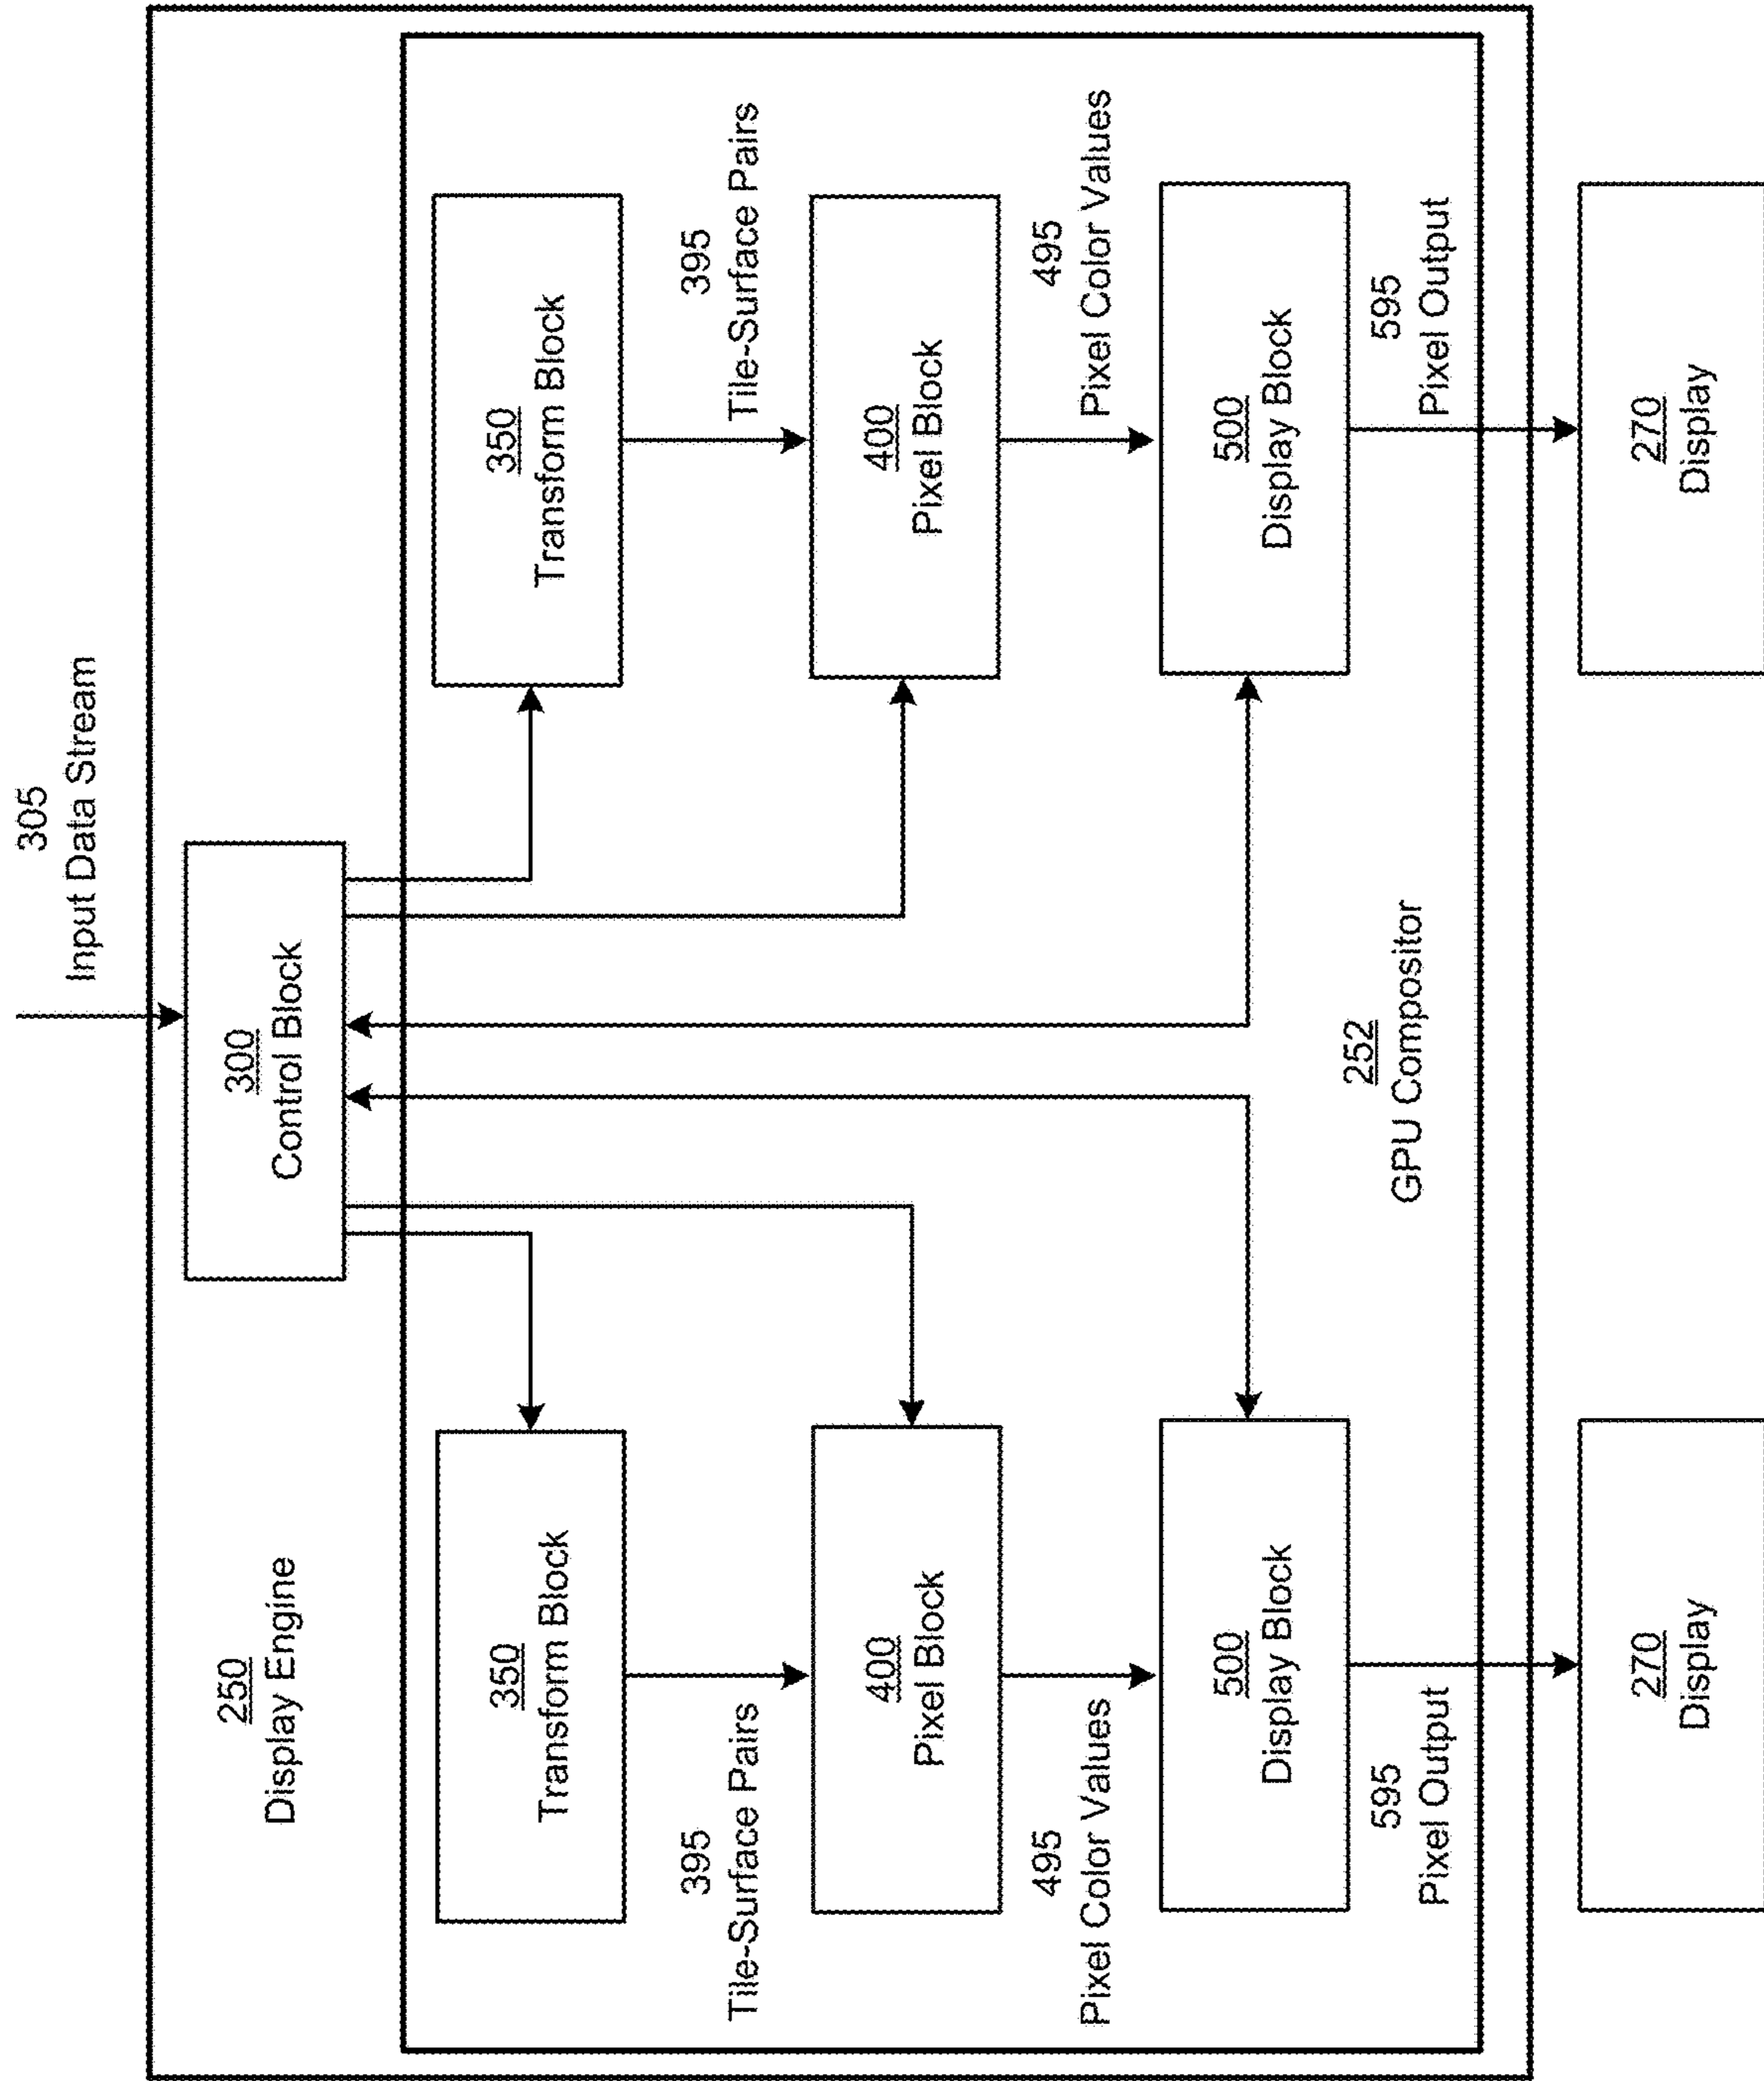 305
Input Data Stream
250
Display Engine
300
Control Block
350
Transform Block
350
Transform Block
395
Tile-Surface Pairs
395
Tile-Surface Pairs
400
Pixel Block
400
Pixel Block
495
Pixel Color Values
495
Pixel Color Values
500
Display Block
500
Display Block
252
GPU Compositor
595
Pixel Output
595
Pixel Output
270
Display
270
Display